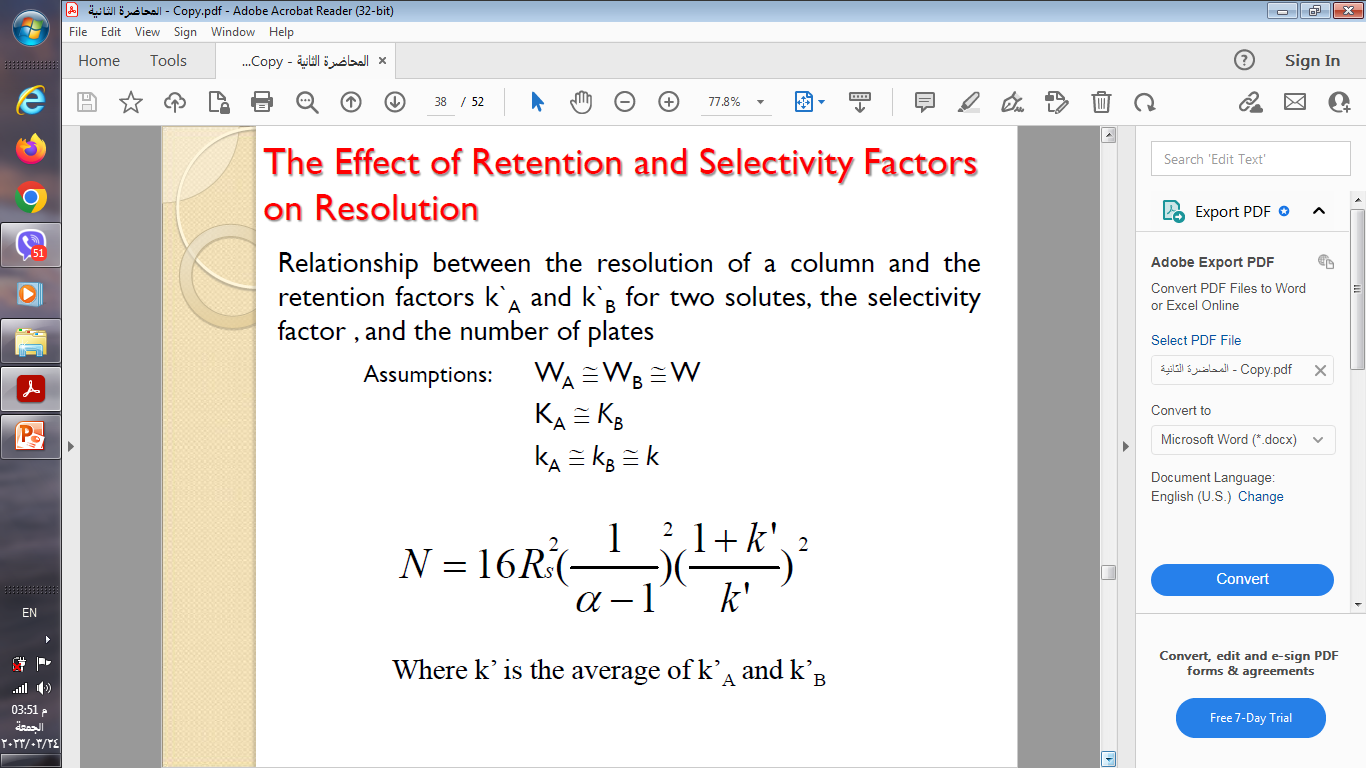 المحاضرة الثانية - Copy.pdf - Adobe Acrobat Reader (32-bit)
File Edit View Sign Window Help
Home Tools ...Copy - المحاضرة الثانية ×
? Sign In
38 / 52 77.8%
The Effect of Retention and Selectivity Factors
on Resolution
Relationship between the resolution of a column and the
retention factors k`A and k`B for two solutes, the selectivity
factor , and the number of plates
Assumptions: WA ≅ WB ≅ W
KA ≅ KB
kA ≅ kB ≅ k
N = 16Rs²(1/(α − 1))²((1 + k')/k')²
Where k’ is the average of k’A and k’B
Search 'Edit Text'
Export PDF
Adobe Export PDF
Convert PDF Files to Word
or Excel Online
Select PDF File
المحاضرة الثانية - Copy.pdf
Convert to
Microsoft Word (*.docx)
Document Language:
English (U.S.) Change
Convert
Convert, edit and e-sign PDF
forms & agreements
Free 7-Day Trial
51
EN
03:51 م
الجمعة
٢٠٢٣/٠٣/٢٤